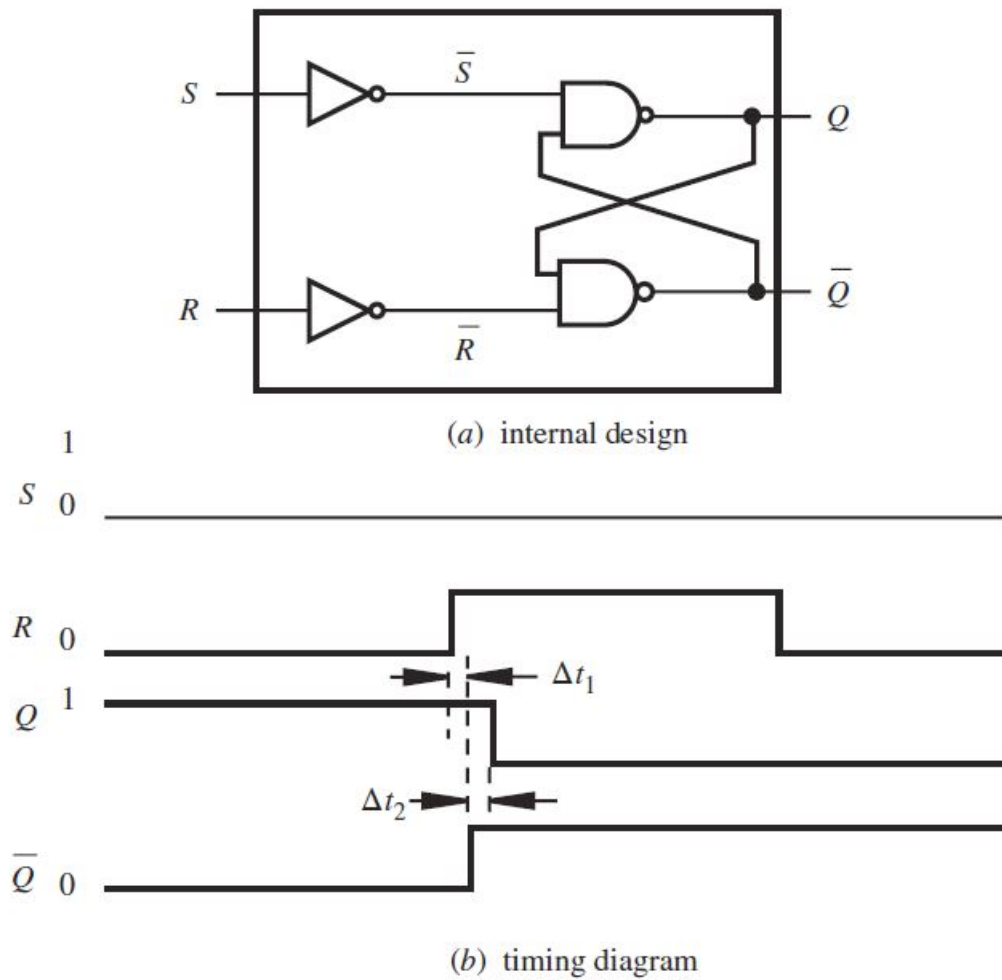 S
S̅
Q
R
R̅
Q̅
(a) internal design
1
S 0
R 0
Δt₁
1
Q
Δt₂
Q̅ 0
(b) timing diagram